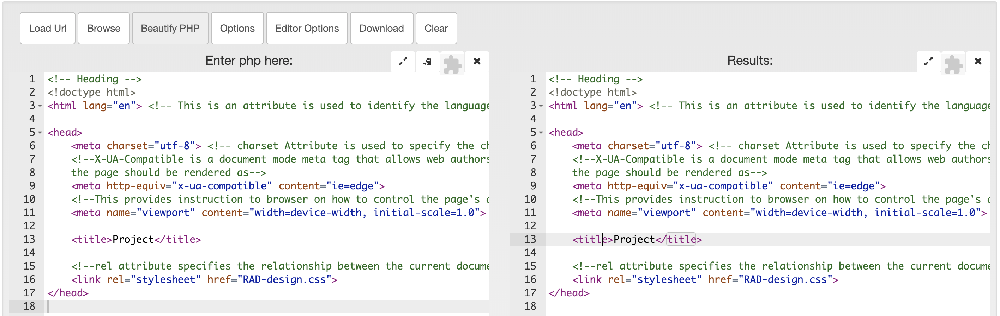 Load Url Browse Beautify PHP Options Editor Options Download Clear
Enter php here:
1 <!-- Heading -->
2 <!doctype html>
3 <html lang="en"> <!-- This is an attribute is used to identify the language
4
5 <head>
6 <meta charset="utf-8"> <!-- charset Attribute is used to specify the ch
7 <!--X-UA-Compatible is a document mode meta tag that allows web authors
8 the page should be rendered as-->
9 <meta http-equiv="x-ua-compatible" content="ie=edge">
10 <!--This provides instruction to browser on how to control the page's
11 <meta name="viewport" content="width=device-width, initial-scale=1.0">
12
13 <title>Project</title>
14
15 <!--rel attribute specifies the relationship between the current docume
16 <link rel="stylesheet" href="RAD-design.css">
17 </head>
18
Results:
1 <!-- Heading -->
2 <!doctype html>
3 <html lang="en"> <!-- This is an attribute is used to identify the language
4
5 <head>
6 <meta charset="utf-8"> <!-- charset Attribute is used to specify the ch
7 <!--X-UA-Compatible is a document mode meta tag that allows web authors
8 the page should be rendered as-->
9 <meta http-equiv="x-ua-compatible" content="ie=edge">
10 <!--This provides instruction to browser on how to control the page's
11 <meta name="viewport" content="width=device-width, initial-scale=1.0">
12
13 <title>Project</title>
14
15 <!--rel attribute specifies the relationship between the current docume
16 <link rel="stylesheet" href="RAD-design.css">
17 </head>
18